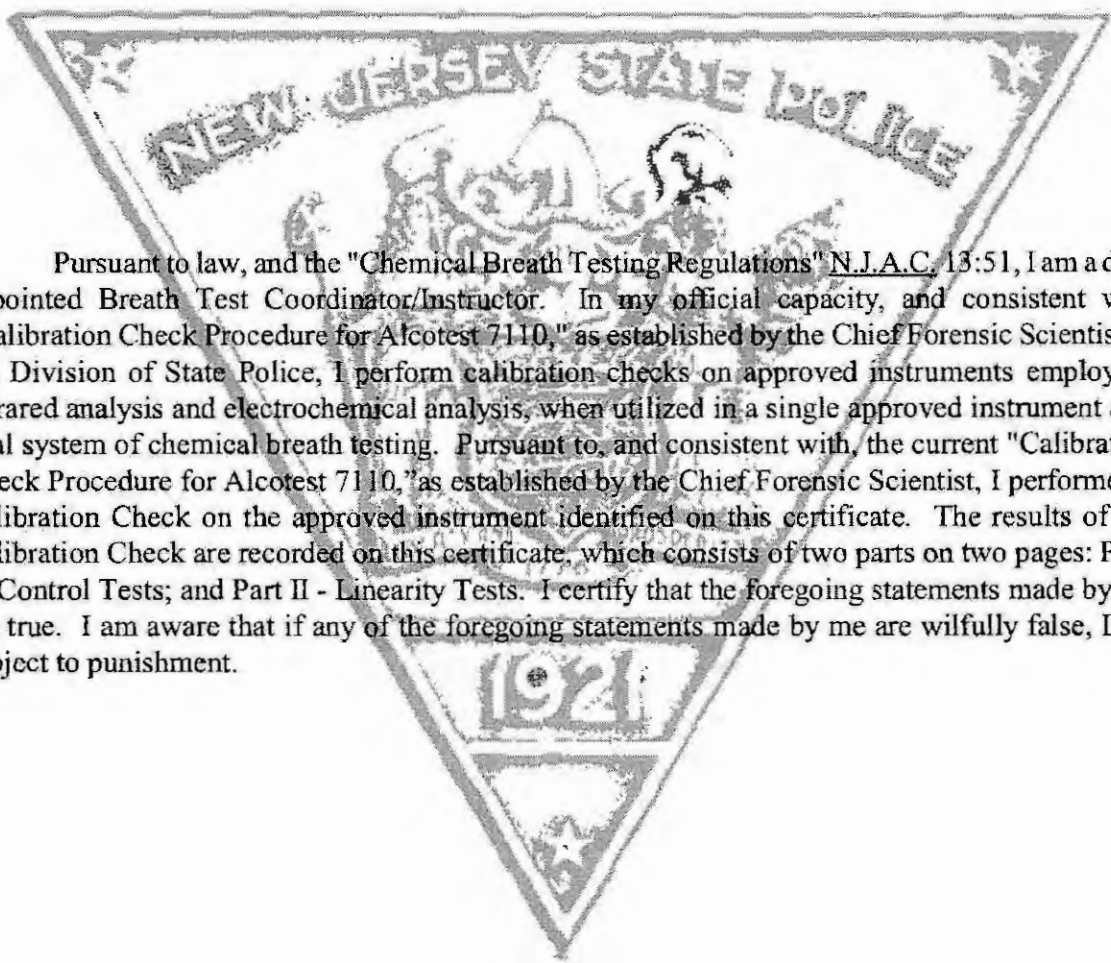 NEW JERSEY STATE POLICE
Pursuant to law, and the "Chemical Breath Testing Regulations" N.J.A.C. 13:51, I am a d
pointed Breath Test Coordinator/Instructor. In my official capacity, and consistent v
alibration Check Procedure for Alcotest 7110," as established by the Chief Forensic Scientis
Division of State Police, I perform calibration checks on approved instruments employ
rared analysis and electrochemical analysis, when utilized in a single approved instrument
al system of chemical breath testing. Pursuant to, and consistent with, the current "Calibrat
eck Procedure for Alcotest 7110," as established by the Chief Forensic Scientist, I performe
libration Check on the approved instrument identified on this certificate. The results of
libration Check are recorded on this certificate, which consists of two parts on two pages: P
Control Tests; and Part II - Linearity Tests. I certify that the foregoing statements made by
true. I am aware that if any of the foregoing statements made by me are wilfully false, I
bject to punishment.
1921